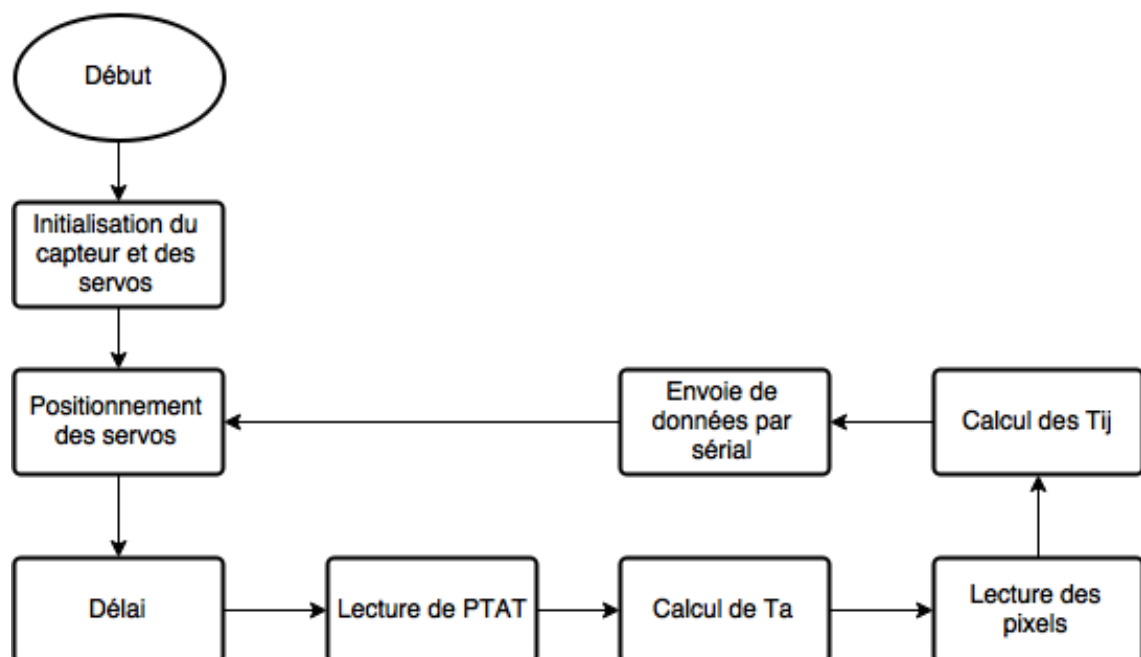 Début
Initialisation du
capteur et des
servos
Positionnement
des servos
Envoie de
données par
sérial
Calcul des Tij
Délai
Lecture de PTAT
Calcul de Ta
Lecture des
pixels